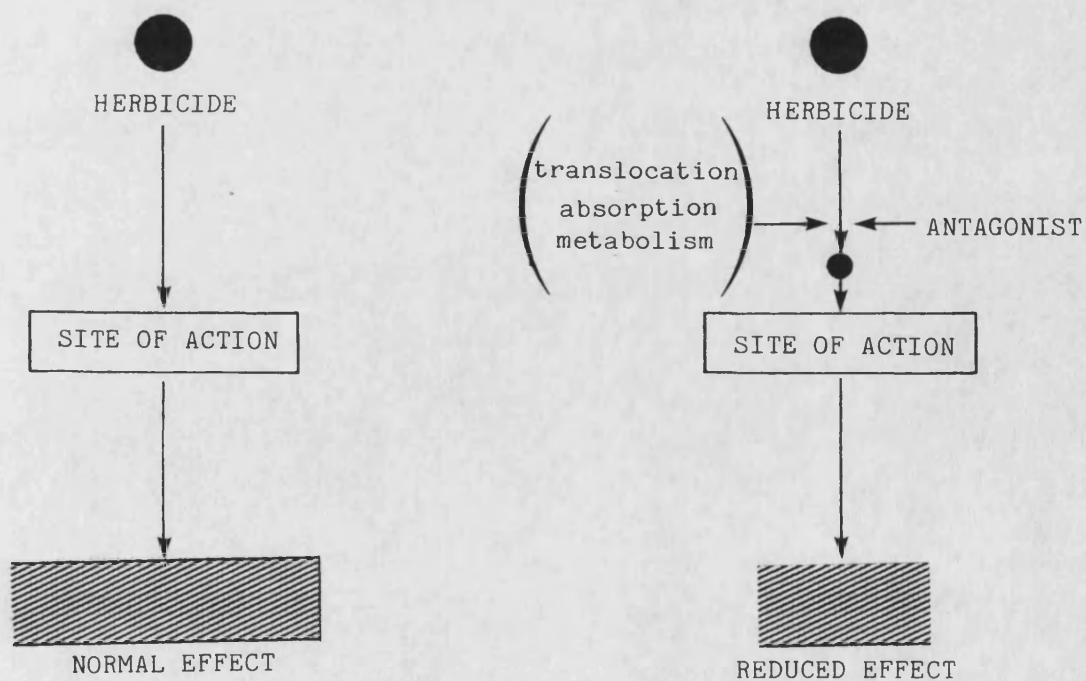 HERBICIDE
SITE OF ACTION
NORMAL EFFECT
HERBICIDE
translocation
absorption
metabolism
ANTAGONIST
SITE OF ACTION
REDUCED EFFECT